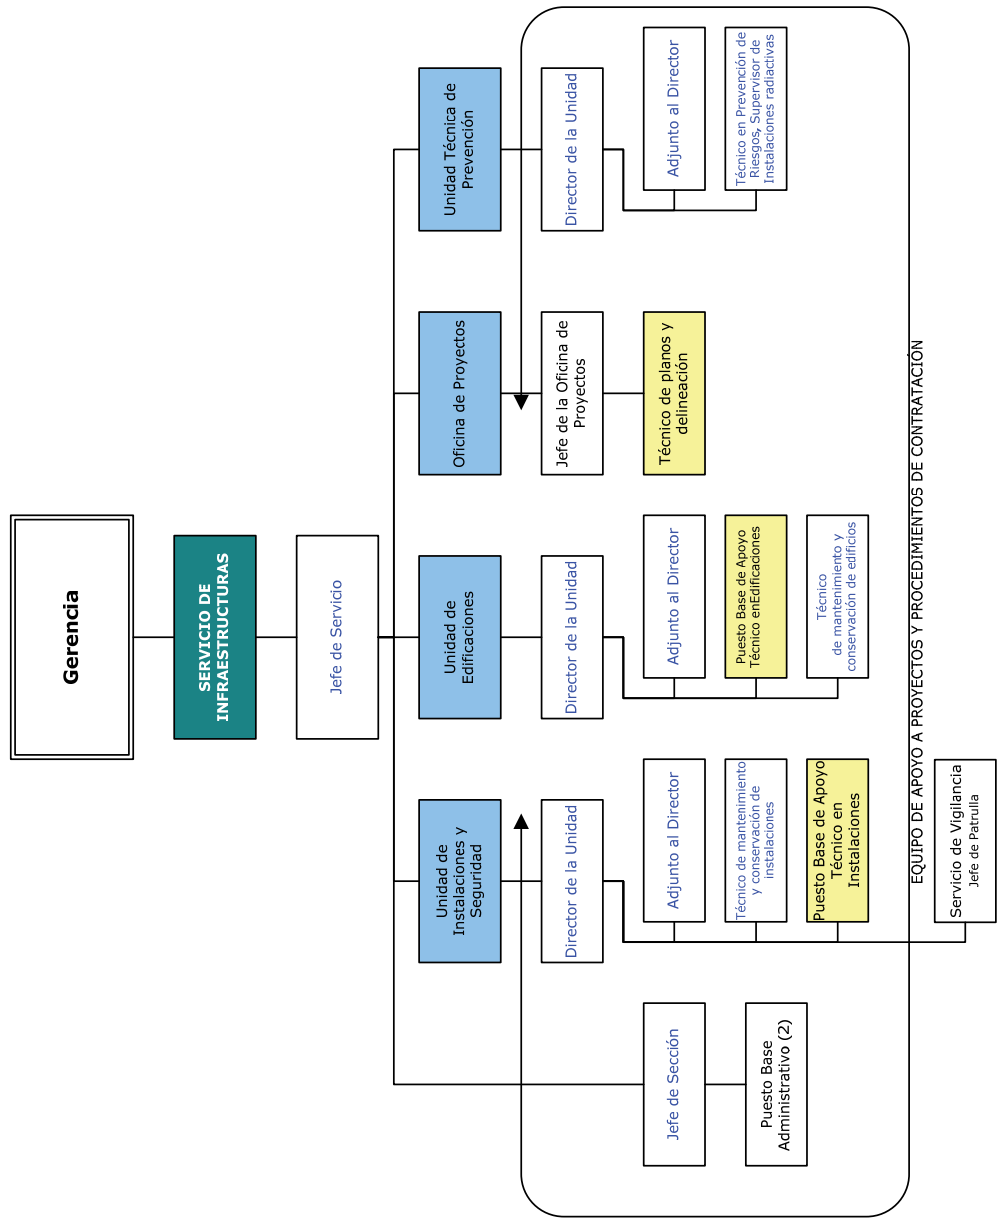 Gerencia
SERVICIO DE
INFRAESTRUCTURAS
Jefe de Servicio
Unidad de
Instalaciones y
Seguridad
Unidad de
Edificaciones
Oficina de Proyectos
Unidad Técnica de
Prevención
Director de la Unidad
Director de la Unidad
Jefe de la Oficina de
Proyectos
Director de la Unidad
Jefe de Sección
Adjunto al Director
Adjunto al Director
Técnico de planos y
delineación
Adjunto al Director
Puesto Base
Administrativo (2)
Técnico de mantenimiento
y conservación de
instalaciones
Puesto Base de Apoyo
Técnico enEdificaciones
Técnico en Prevención de
Riesgos, Supervisor de
Instalaciones radiactivas
Puesto Base de Apoyo
Técnico en
Instalaciones
Técnico
de mantenimiento y
conservación de edificios
EQUIPO DE APOYO A PROYECTOS Y PROCEDIMIENTOS DE CONTRATACIÓN
Servicio de Vigilancia
Jefe de Patrulla